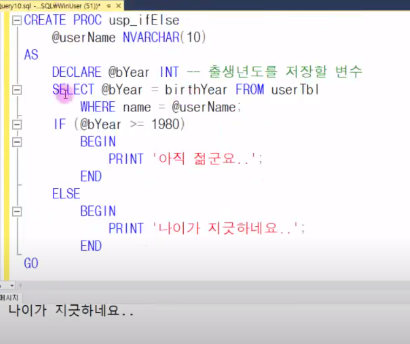 uery10.sql - ...SQL₩WinUser (51))*
CREATE PROC usp_ifElse
@userName NVARCHAR(10)
AS
DECLARE @bYear INT -- 출생년도를 저장할 변수
SELECT @bYear = birthYear FROM userTbl
WHERE name = @userName;
IF (@bYear >= 1980)
BEGIN
PRINT '아직 젊군요..';
END
ELSE
BEGIN
PRINT '나이가 지긋하네요..';
END
GO
메시지
나이가 지긋하네요..